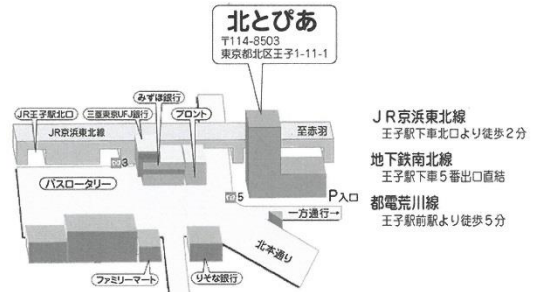 北とぴあ
〒114-8503
東京都北区王子1-11-1
みずほ銀行
JR王子駅北口
三菱東京UFJ銀行
プロント
JR京浜東北線
至赤羽
3
バスロータリー
5
P入口
一方通行→
北本通り
ファミリーマート
りそな銀行
JR京浜東北線
王子駅下車北口より徒歩2分
地下鉄南北線
王子駅下車5番出口直結
都電荒川線
王子駅前駅より徒歩5分